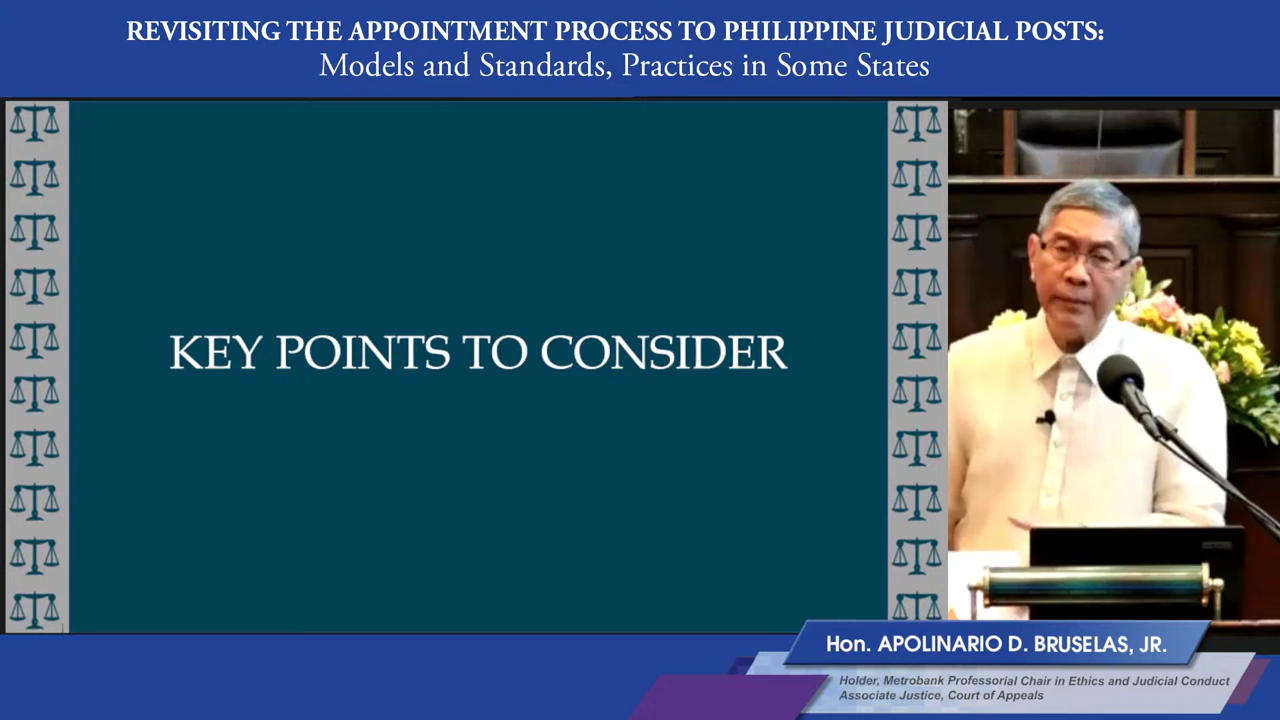 REVISITING THE APPOINTMENT PROCESS TO PHILIPPINE JUDICIAL POSTS:
Models and Standards, Practices in Some States
KEY POINTS TO CONSIDER
Hon. APOLINARIO D. BRUSELAS, JR.
Holder, Metrobank Professorial Chair in Ethics and Judicial Conduct
Associate Justice, Court of Appeals